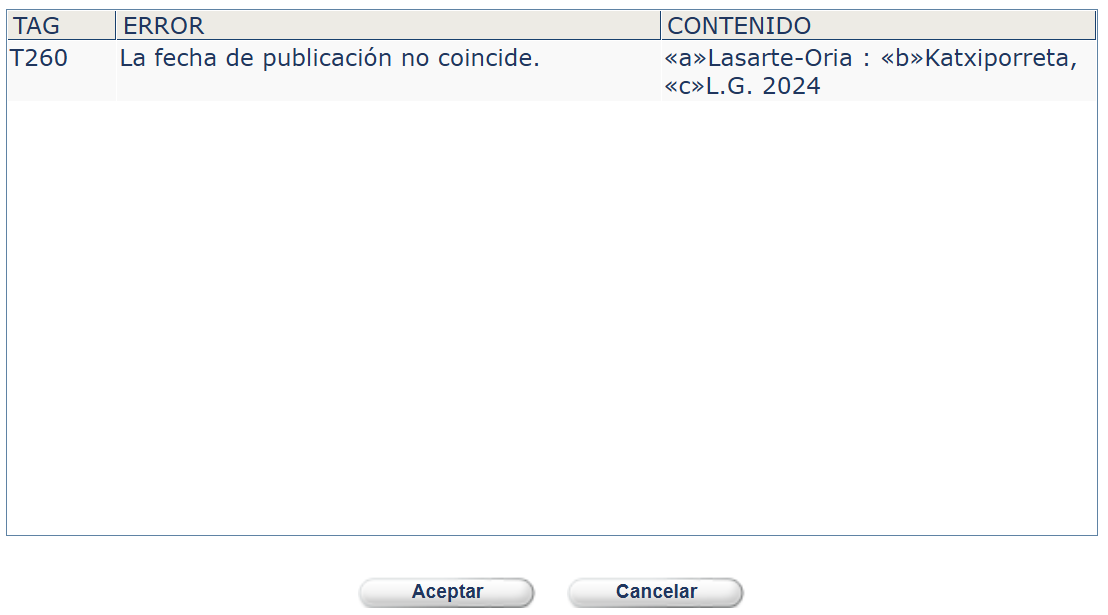 TAG ERROR CONTENIDO
T260 La fecha de publicación no coincide. «a»Lasarte-Oria : «b»Katxiporreta,
«c»L.G. 2024
Aceptar Cancelar